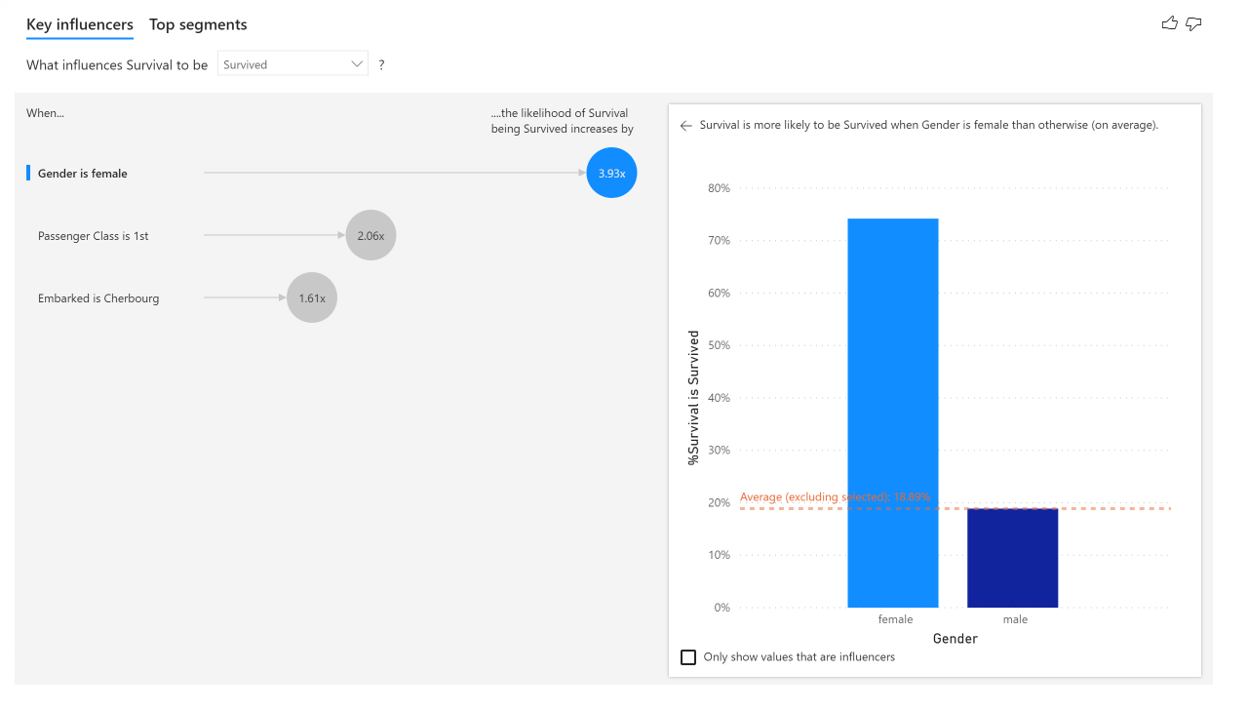 Key influencers Top segments
What influences Survival to be Survived ?
When...
....the likelihood of Survival
being Survived increases by
Gender is female 3.93x
Passenger Class is 1st 2.06x
Embarked is Cherbourg 1.61x
Survival is more likely to be Survived when Gender is female than otherwise (on average).
%Survival is Survived
80%
70%
60%
50%
40%
30%
20%
Average (excluding selected): 18.89%
10%
0%
female male
Gender
Only show values that are influencers